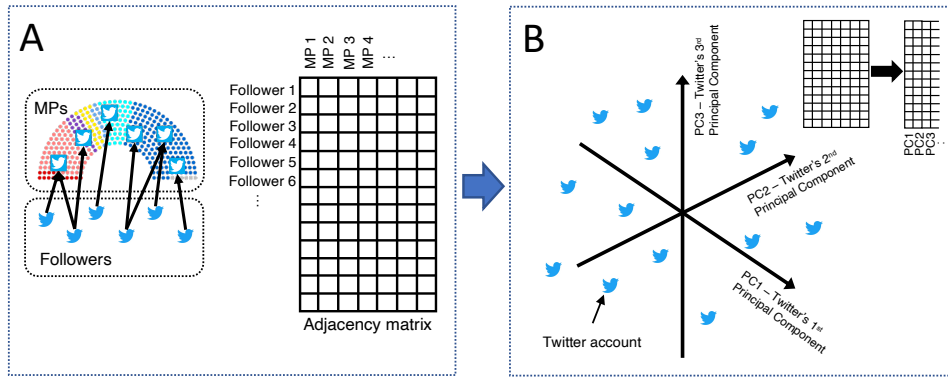 A
MPs
Followers
MP 1
MP 2
MP 3
MP 4
...
Follower 1
Follower 2
Follower 3
Follower 4
Follower 5
Follower 6
...
Adjacency matrix
B
PC3 – Twitter's 3rd
Principal Component
PC2 – Twitter's 2nd
Principal Component
PC1 – Twitter's 1st
Principal Component
Twitter account
PC1
PC2
PC3
...